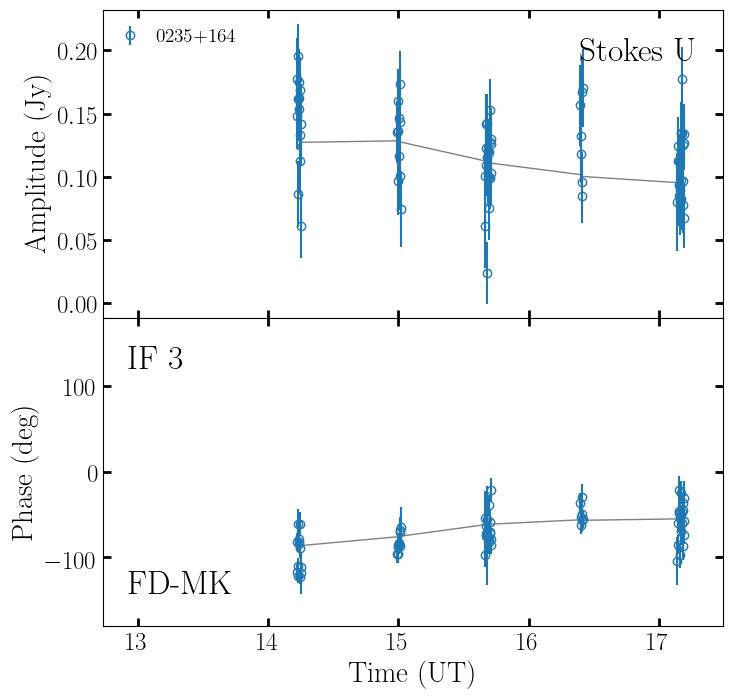 0235+164
Stokes U
0.20
0.15
0.10
0.05
0.00
Amplitude (Jy)
IF 3
100
0
−100
Phase (deg)
FD-MK
13 14 15 16 17
Time (UT)